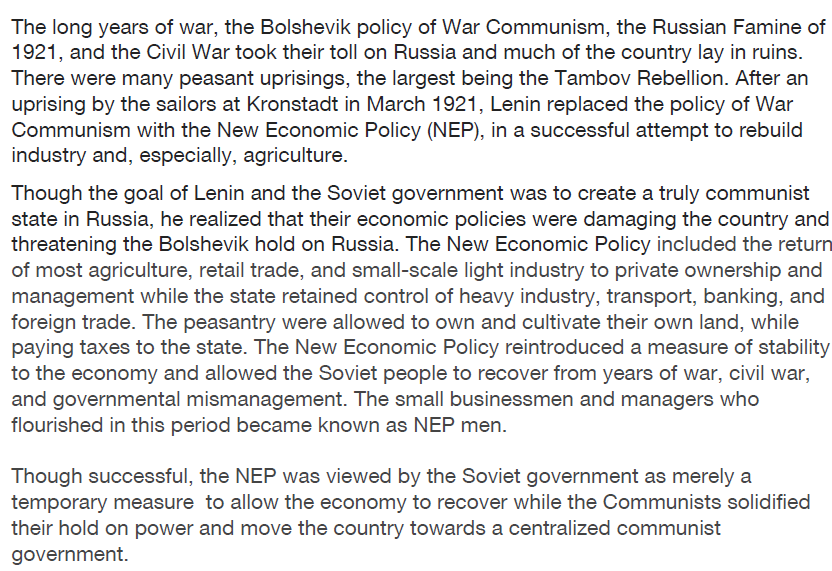 The long years of war, the Bolshevik policy of War Communism, the Russian Famine of
1921, and the Civil War took their toll on Russia and much of the country lay in ruins.
There were many peasant uprisings, the largest being the Tambov Rebellion. After an
uprising by the sailors at Kronstadt in March 1921, Lenin replaced the policy of War
Communism with the New Economic Policy (NEP), in a successful attempt to rebuild
industry and, especially, agriculture.
Though the goal of Lenin and the Soviet government was to create a truly communist
state in Russia, he realized that their economic policies were damaging the country and
threatening the Bolshevik hold on Russia. The New Economic Policy included the return
of most agriculture, retail trade, and small-scale light industry to private ownership and
management while the state retained control of heavy industry, transport, banking, and
foreign trade. The peasantry were allowed to own and cultivate their own land, while
paying taxes to the state. The New Economic Policy reintroduced a measure of stability
to the economy and allowed the Soviet people to recover from years of war, civil war,
and governmental mismanagement. The small businessmen and managers who
flourished in this period became known as NEP men.
Though successful, the NEP was viewed by the Soviet government as merely a
temporary measure  to allow the economy to recover while the Communists solidified
their hold on power and move the country towards a centralized communist
government.